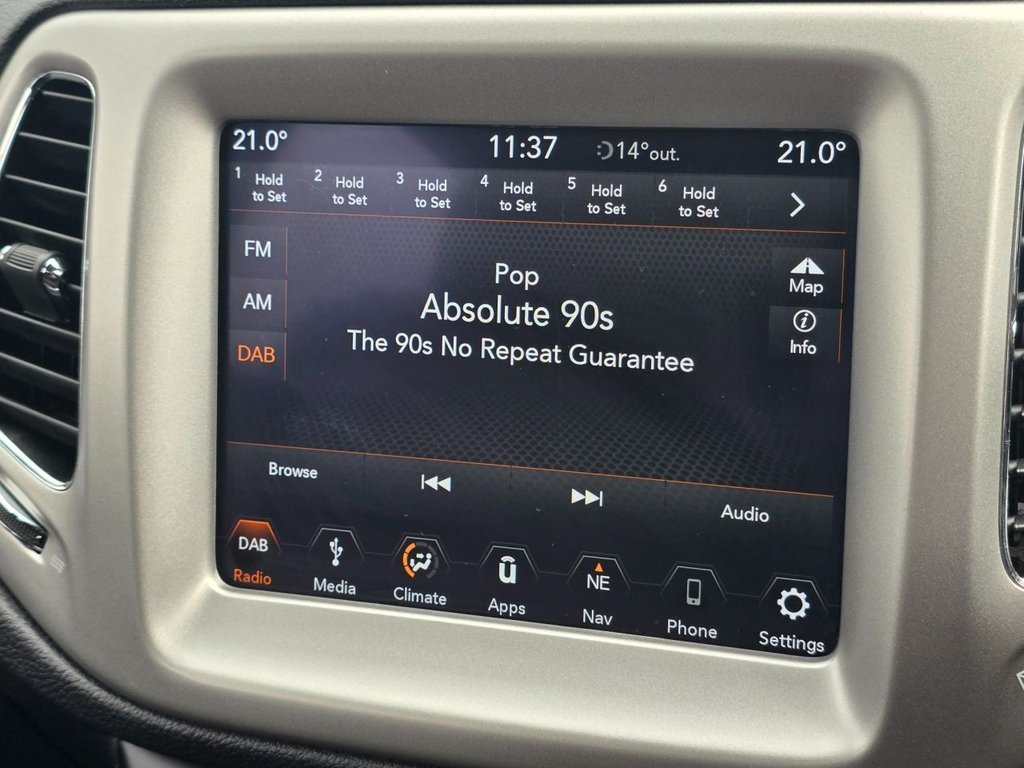 21.0° 11:37 14°out. 21.0°
1 Hold to Set
2 Hold to Set
3 Hold to Set
4 Hold to Set
5 Hold to Set
6 Hold to Set
FM
AM
DAB
Pop
Absolute 90s
The 90s No Repeat Guarantee
Map
i
Info
Browse
Audio
DAB
Radio
Media
Climate
û
Apps
NE
Nav
Phone
Settings